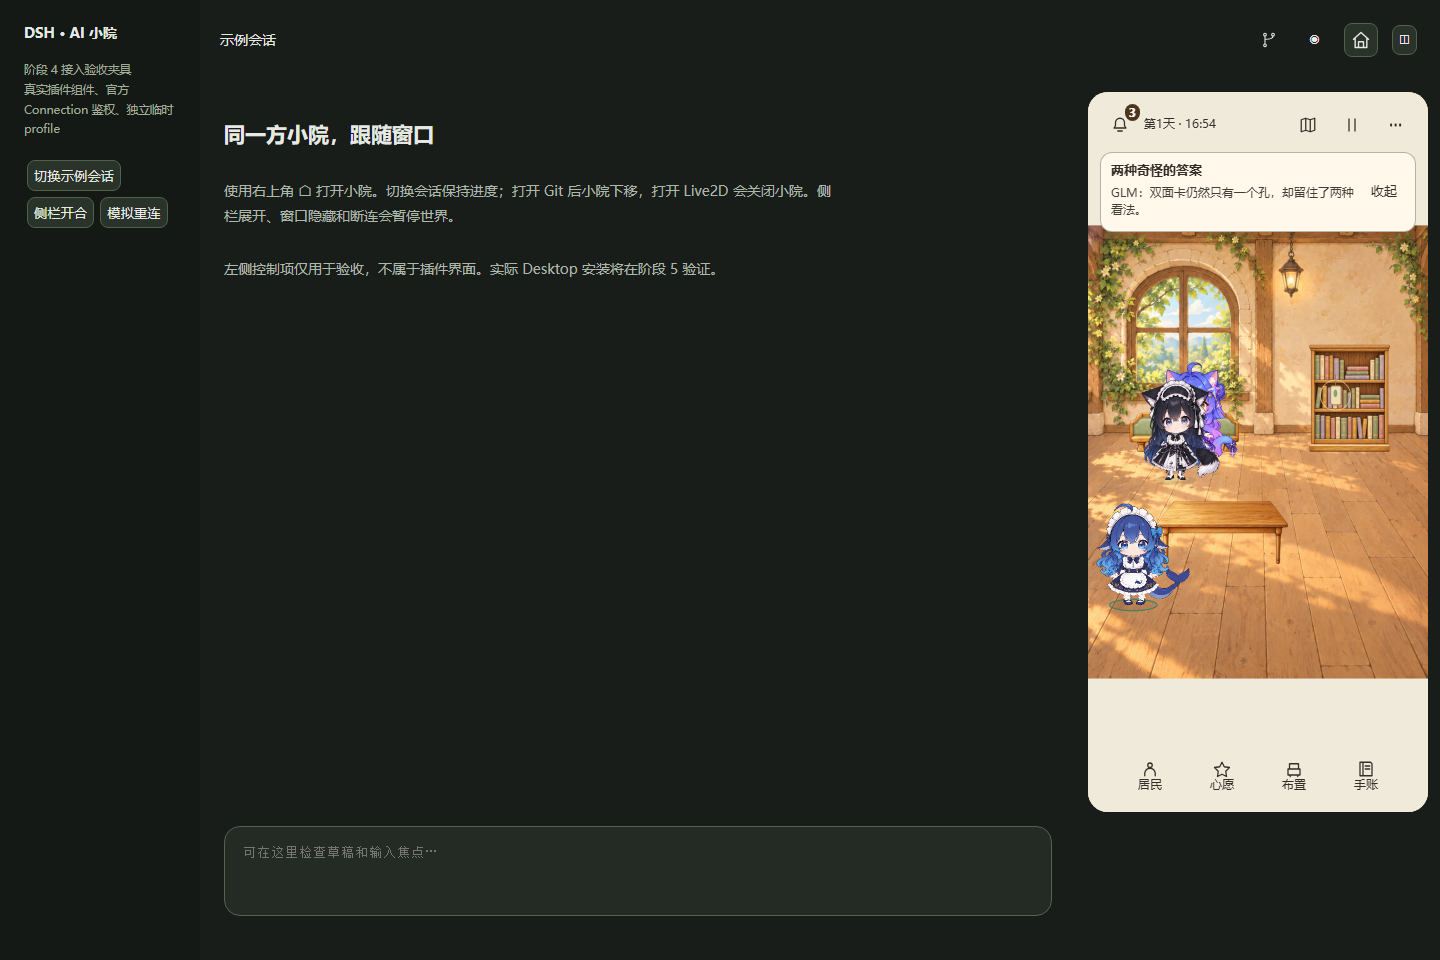 DSH • AI 小院
阶段 4 接入验收夹具
真实插件组件、官方
Connection 鉴权、独立临时
profile
切换示例会话
侧栏开合
模拟重连
示例会话
同一方小院，跟随窗口
使用右上角 ⌂ 打开小院。切换会话保持进度；打开 Git 后小院下移，打开 Live2D 会关闭小院。侧
栏展开、窗口隐藏和断连会暂停世界。
左侧控制项仅用于验收，不属于插件界面。实际 Desktop 安装将在阶段 5 验证。
可在这里检查草稿和输入焦点…
3
第1天 · 16:54
两种奇怪的答案
GLM：双面卡仍然只有一个孔，却留住了两种
看法。
收起
居民
心愿
布置
手账